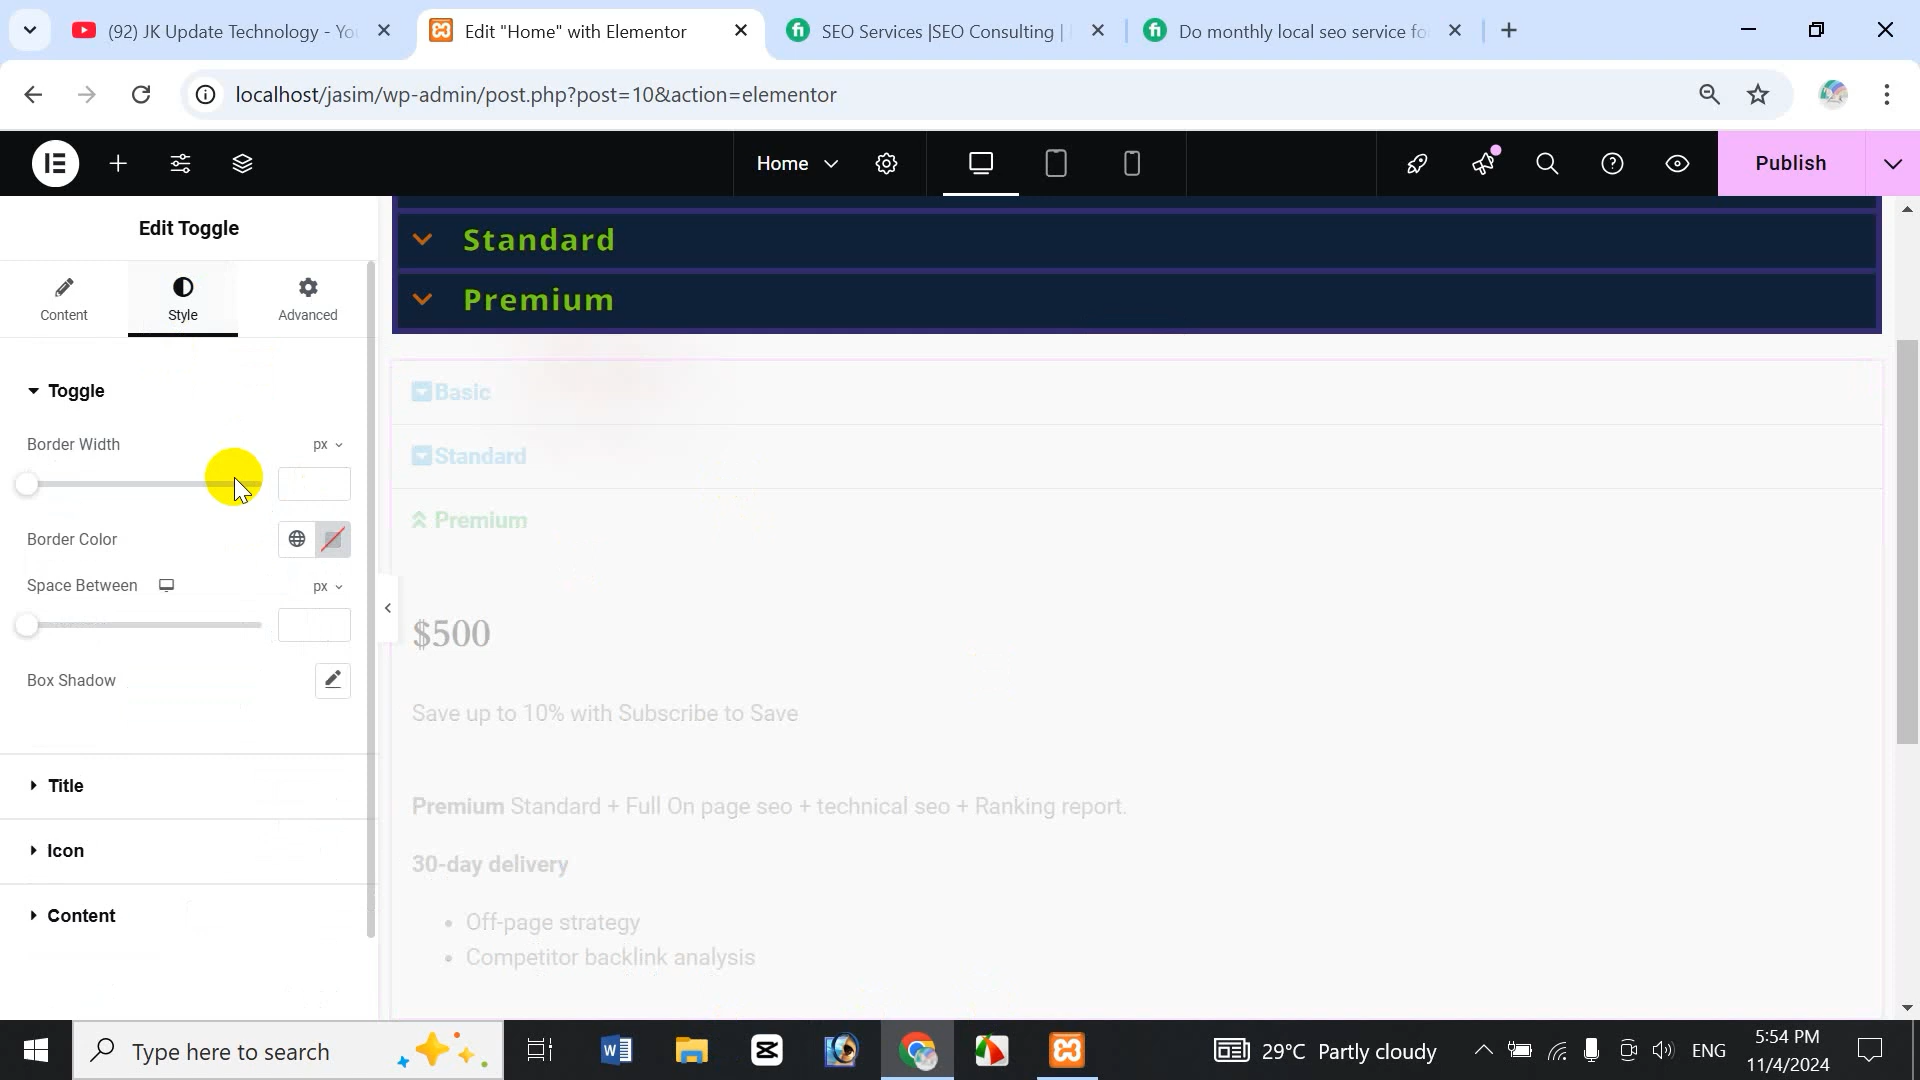 (92) JK Update Technology - Yo
Edit "Home" with Elementor
SEO Services |SEO Consulting |
Do monthly local seo service fo
localhost/jasim/wp-admin/post.php?post=10&action=elementor
Home
Publish
Edit Toggle
Content
Style
Advanced
Toggle
Border Width
px
Border Color
Space Between
px
Box Shadow
Title
Icon
Content
Standard
Premium
Basic
Standard
Premium
$500
Save up to 10% with Subscribe to Save
Premium Standard + Full On page seo + technical seo + Ranking report.
30-day delivery
• Off-page strategy
• Competitor backlink analysis
Type here to search
29°C Partly cloudy
ENG
5:54 PM
11/4/2024